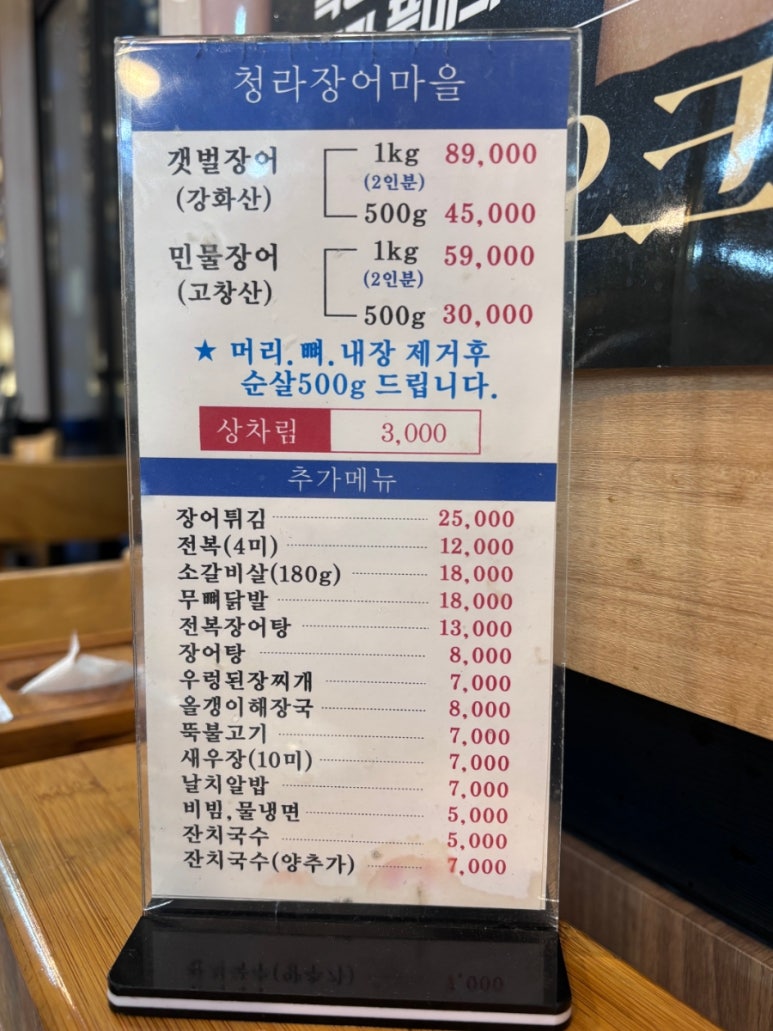 청라장어마을
갯벌장어 1kg 89,000
(강화산) (2인분)
500g 45,000
민물장어 1kg 59,000
(고창산) (2인분)
500g 30,000
★ 머리.뼈.내장 제거후
순살500g 드립니다.
상차림 3,000
추가메뉴
장어튀김 25,000
전복(4미) 12,000
소갈비살(180g) 18,000
무뼈닭발 18,000
전복장어탕 13,000
장어탕 8,000
우렁된장찌개 7,000
올갱이해장국 8,000
뚝불고기 7,000
새우장(10미) 7,000
날치알밥 7,000
비빔,물냉면 5,000
잔치국수 5,000
잔치국수(양추가) 7,000
크